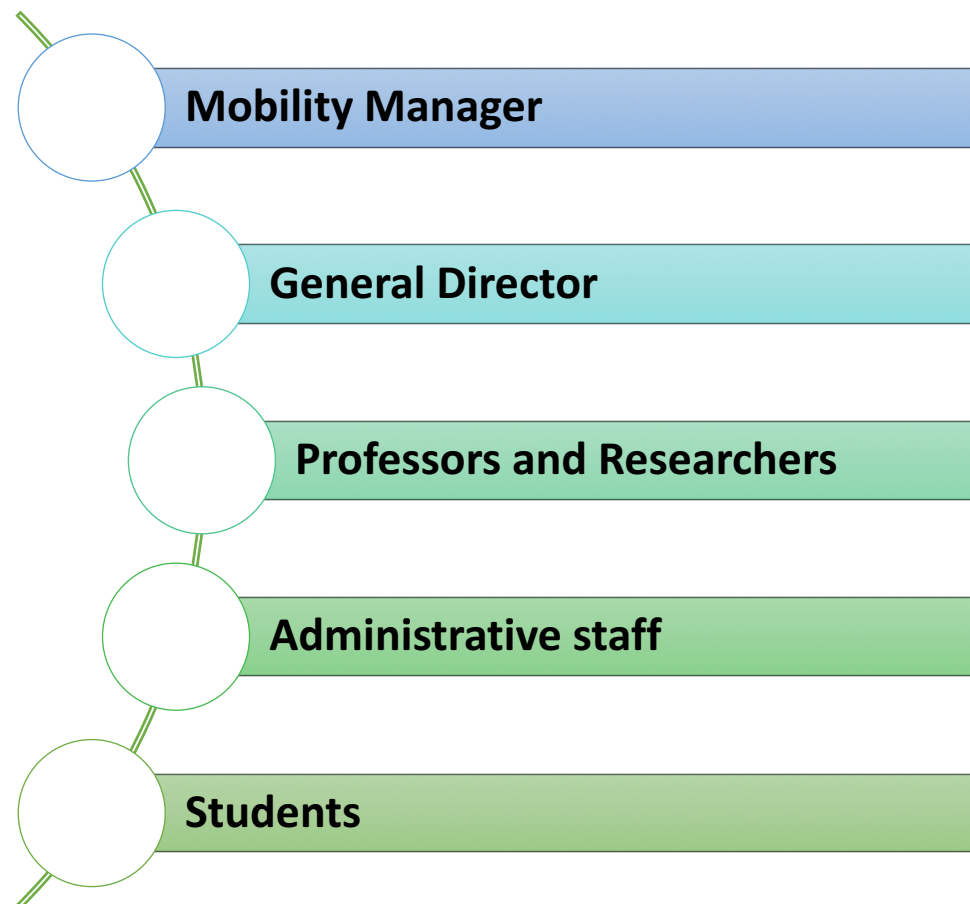 Mobility Manager
General Director
Professors and Researchers
Administrative staff
Students